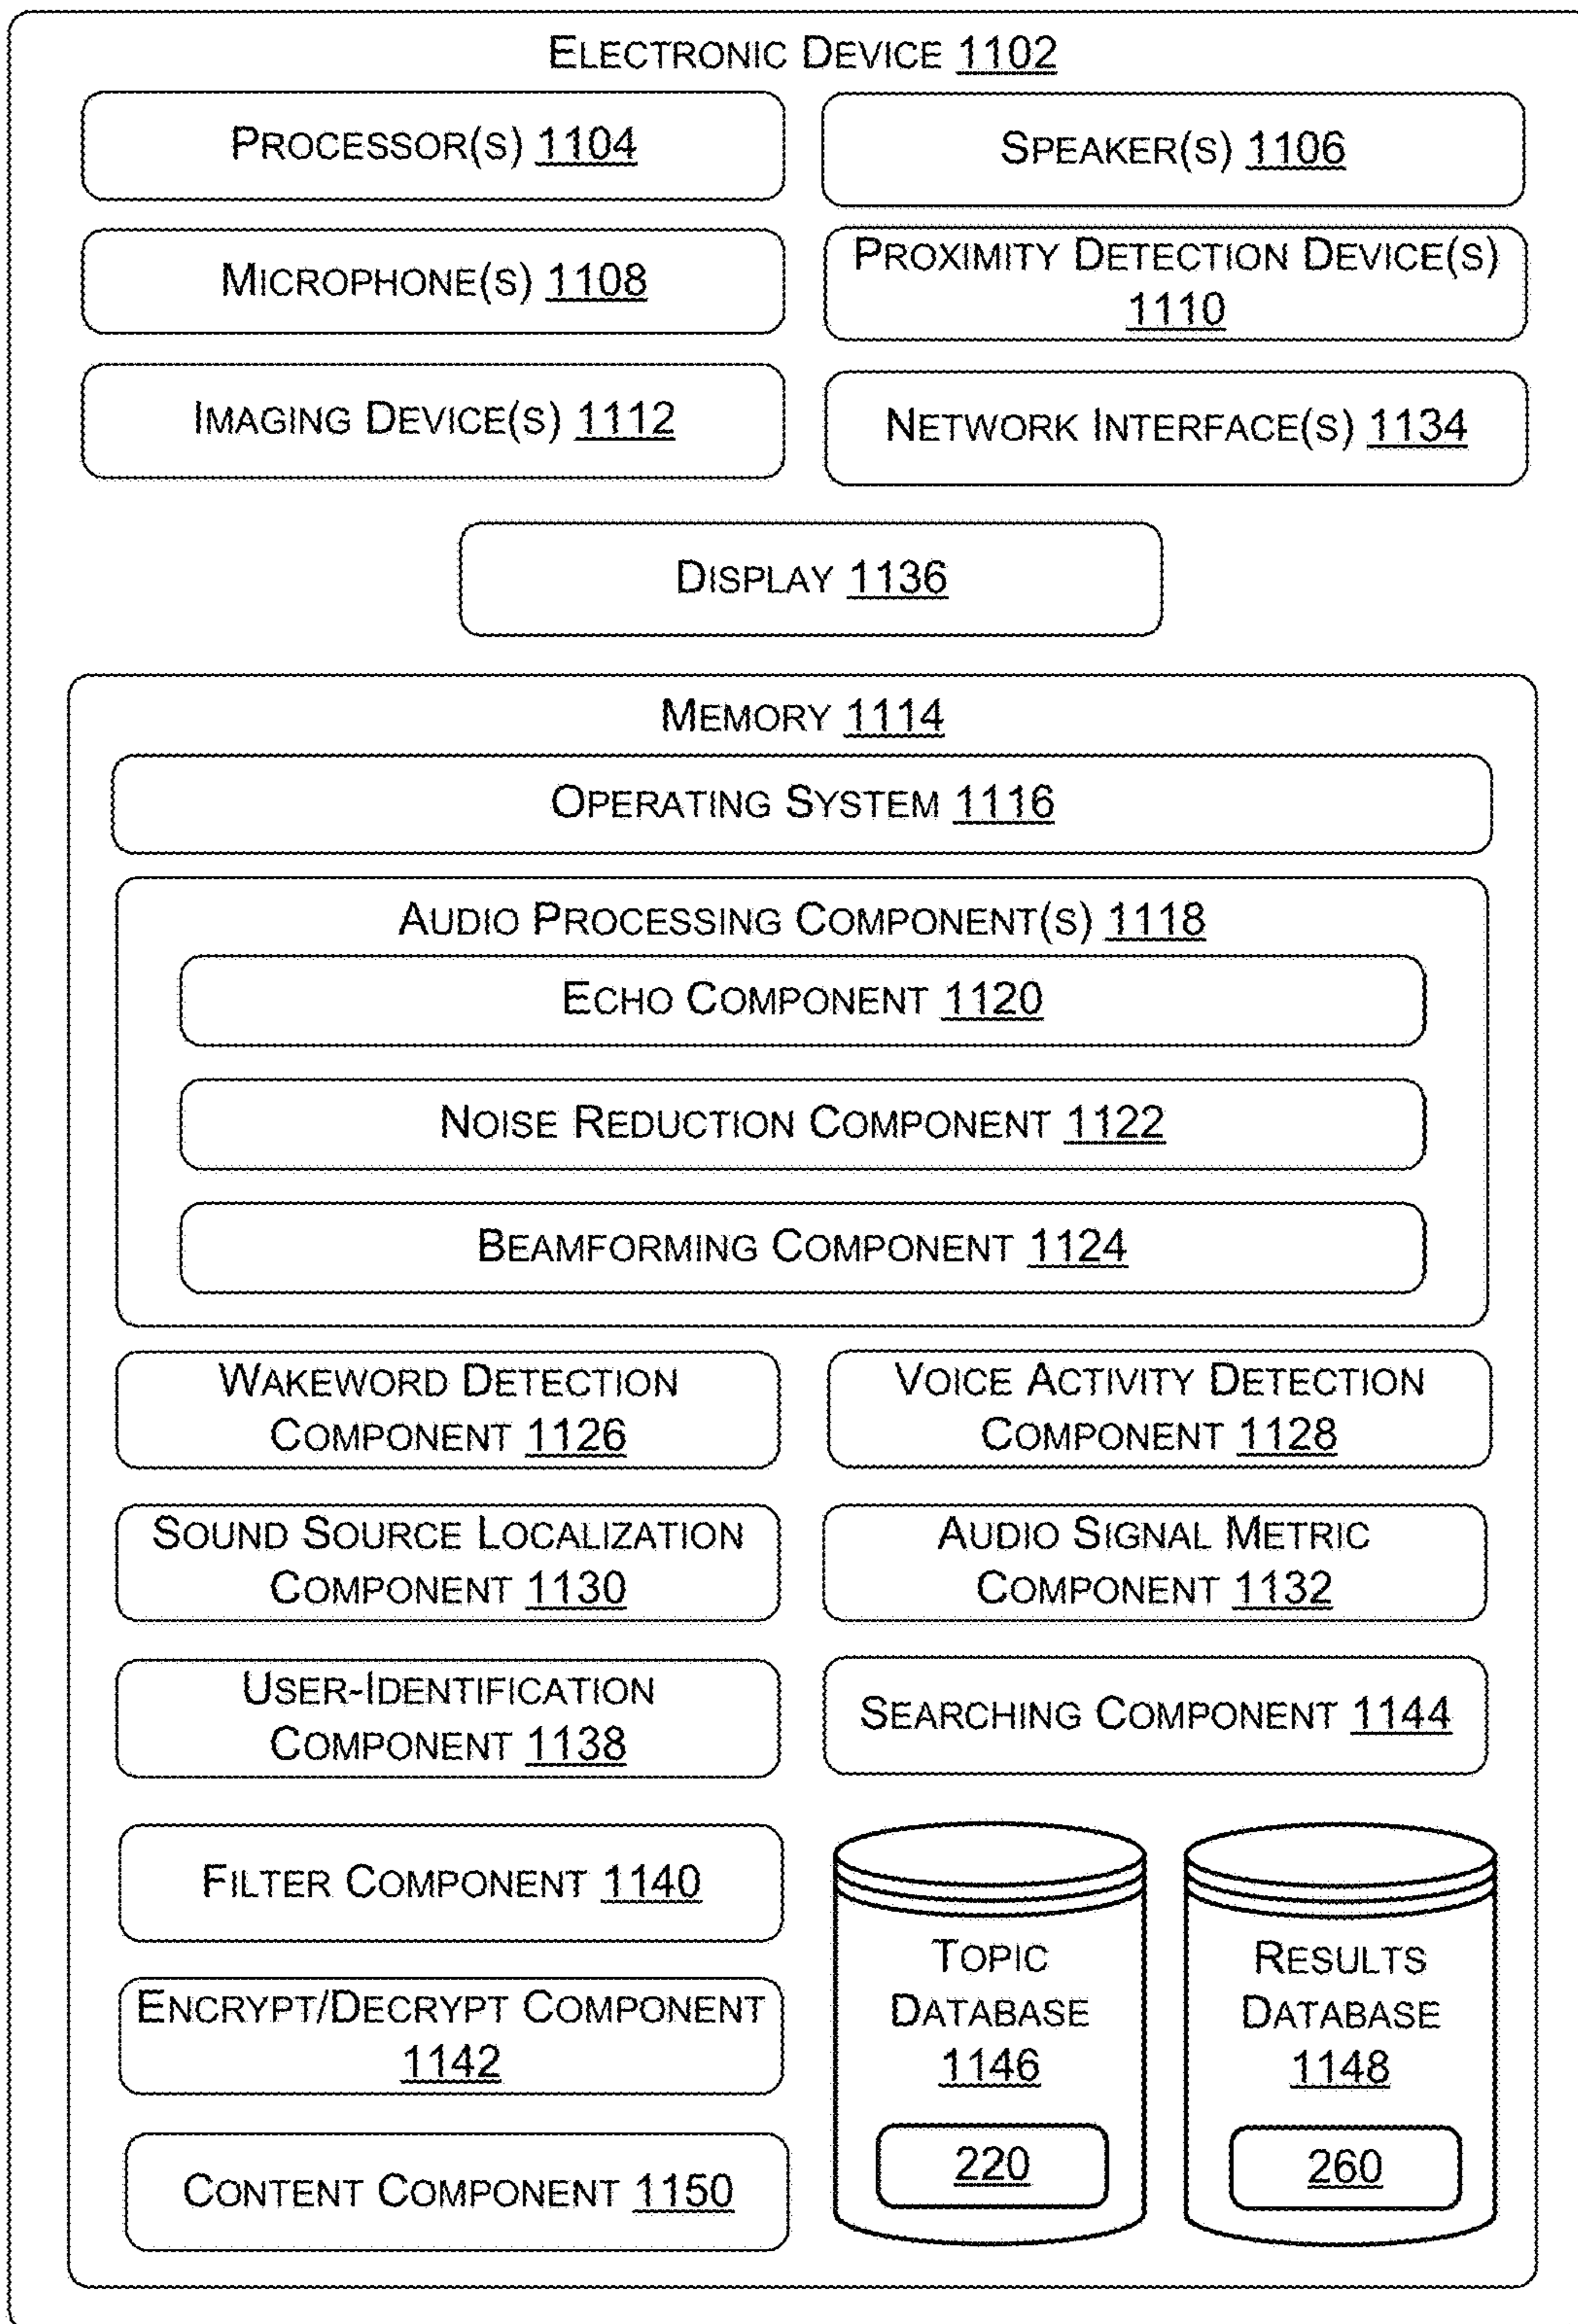 ELECTRONIC DEVICE 1102
PROCESSOR(S) 1104
SPEAKER(S) 1106
MICROPHONE(S) 1108
PROXIMITY DETECTION DEVICE(S)
1110
IMAGING DEVICE(S) 1112
NETWORK INTERFACE(S) 1134
DISPLAY 1136
MEMORY 1114
OPERATING SYSTEM 1116
AUDIO PROCESSING COMPONENT(S) 1118
ECHO COMPONENT 1120
NOISE REDUCTION COMPONENT 1122
BEAMFORMING COMPONENT 1124
WAKEWORD DETECTION
COMPONENT 1126
VOICE ACTIVITY DETECTION
COMPONENT 1128
SOUND SOURCE LOCALIZATION
COMPONENT 1130
AUDIO SIGNAL METRIC
COMPONENT 1132
USER-IDENTIFICATION
COMPONENT 1138
SEARCHING COMPONENT 1144
FILTER COMPONENT 1140
ENCRYPT/DECRYPT COMPONENT
1142
CONTENT COMPONENT 1150
TOPIC
DATABASE
1146
220
RESULTS
DATABASE
1148
260